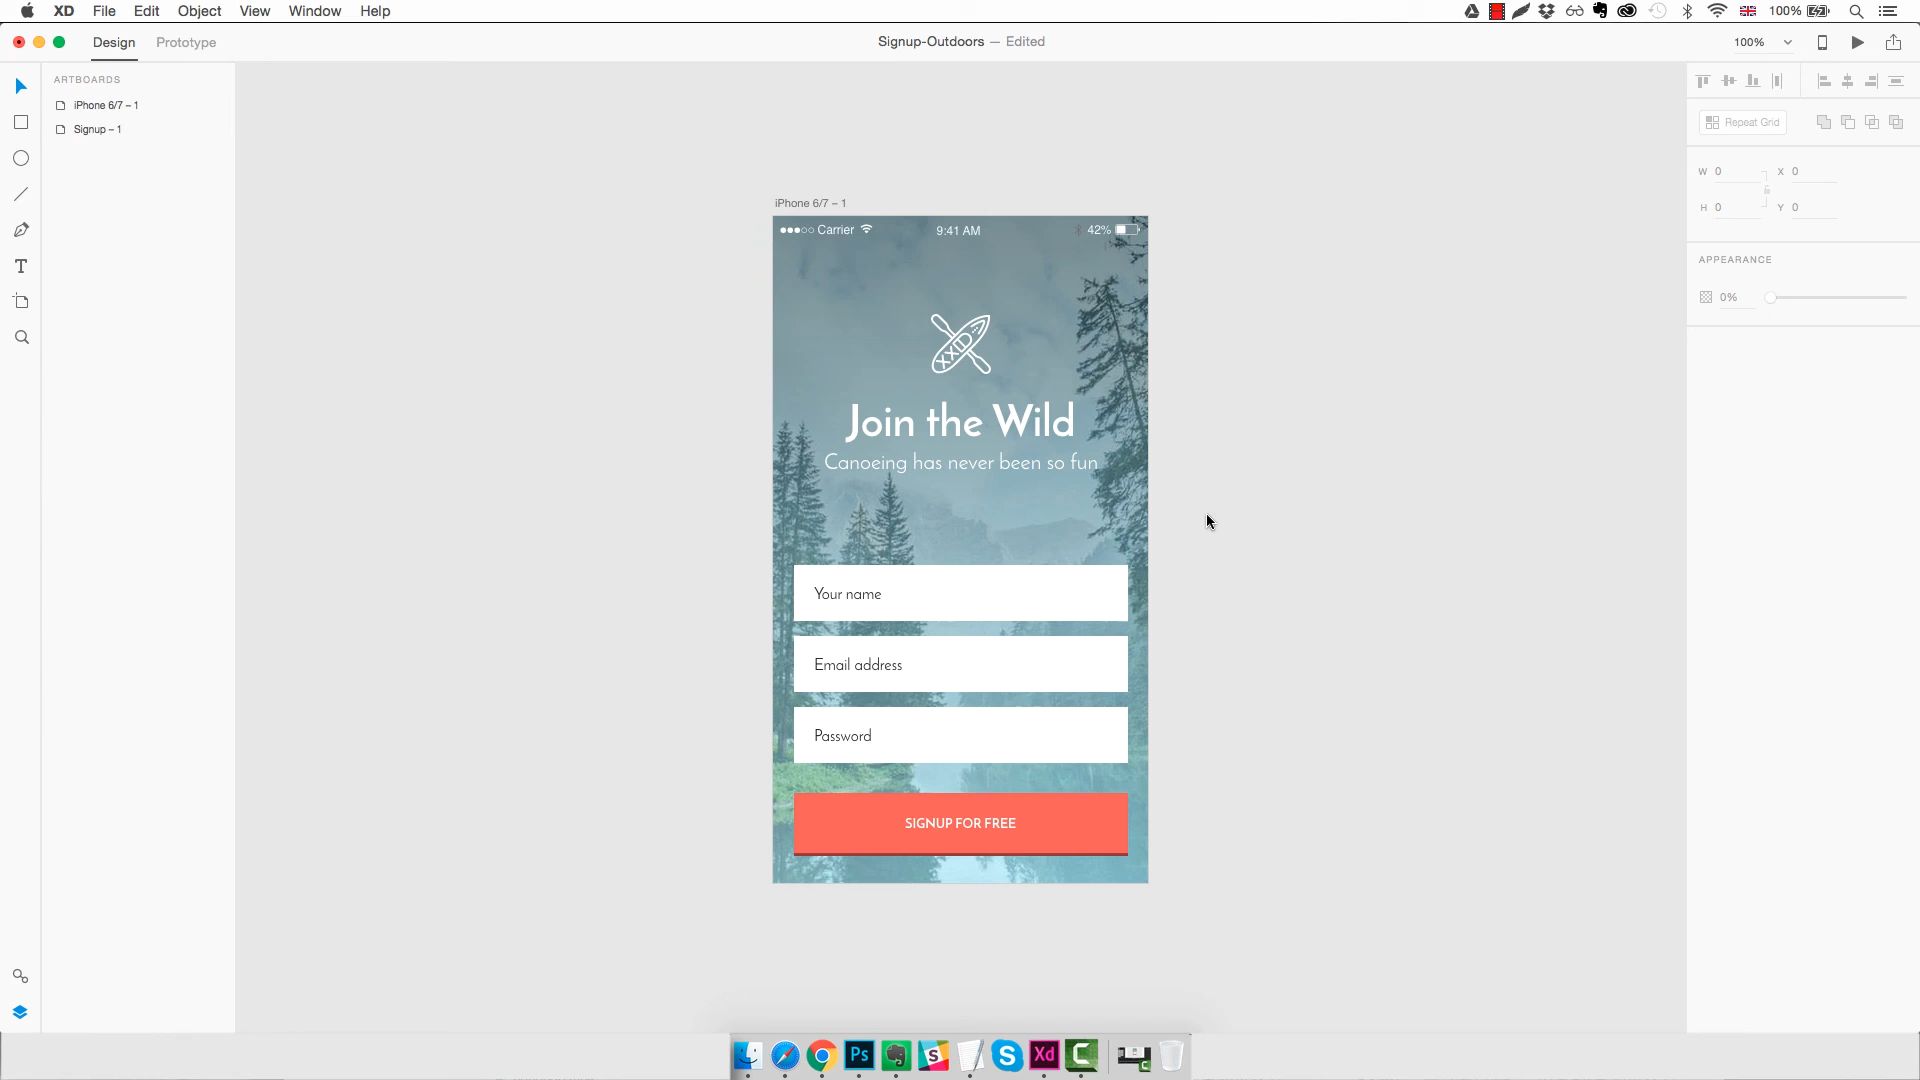 XD File Edit Object View Window Help
100%
Design Prototype
Signup-Outdoors — Edited
100%
ARTBOARDS
iPhone 6/7 – 1
Signup – 1
Repeat Grid
W 0 X 0
H 0 Y 0
APPEARANCE
0%
iPhone 6/7 – 1
Carrier 9:41 AM 42%
Join the Wild
Canoeing has never been so fun
Your name
Email address
Password
SIGNUP FOR FREE
Ps S Xd C